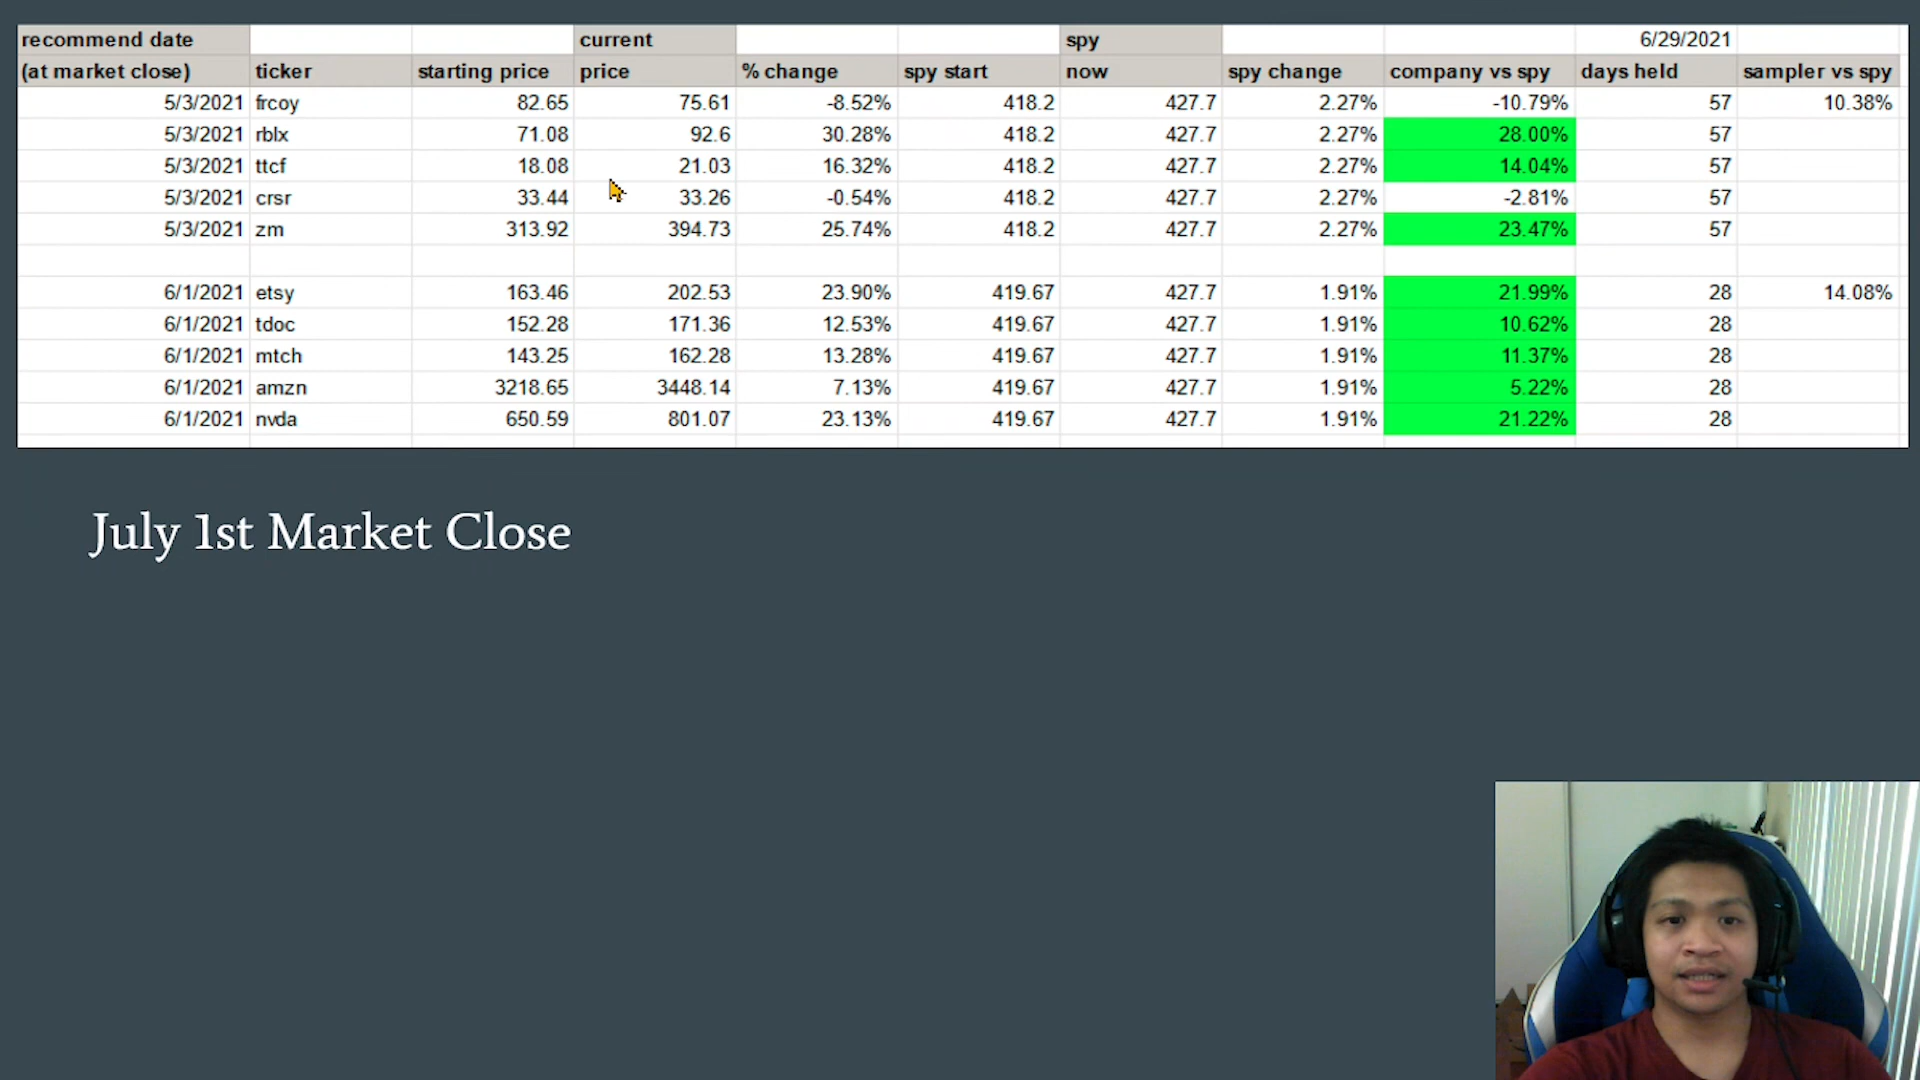 recommend date current spy 6/29/2021
(at market close) ticker starting price price % change spy start now spy change company vs spy days held sampler vs spy
5/3/2021 frcoy 82.65 75.61 -8.52% 418.2 427.7 2.27% -10.79% 57 10.38%
5/3/2021 rblx 71.08 92.6 30.28% 418.2 427.7 2.27% 28.00% 57
5/3/2021 ttcf 18.08 21.03 16.32% 418.2 427.7 2.27% 14.04% 57
5/3/2021 crsr 33.44 33.26 -0.54% 418.2 427.7 2.27% -2.81% 57
5/3/2021 zm 313.92 394.73 25.74% 418.2 427.7 2.27% 23.47% 57
6/1/2021 etsy 163.46 202.53 23.90% 419.67 427.7 1.91% 21.99% 28 14.08%
6/1/2021 tdoc 152.28 171.36 12.53% 419.67 427.7 1.91% 10.62% 28
6/1/2021 mtch 143.25 162.28 13.28% 419.67 427.7 1.91% 11.37% 28
6/1/2021 amzn 3218.65 3448.14 7.13% 419.67 427.7 1.91% 5.22% 28
6/1/2021 nvda 650.59 801.07 23.13% 419.67 427.7 1.91% 21.22% 28
July 1st Market Close